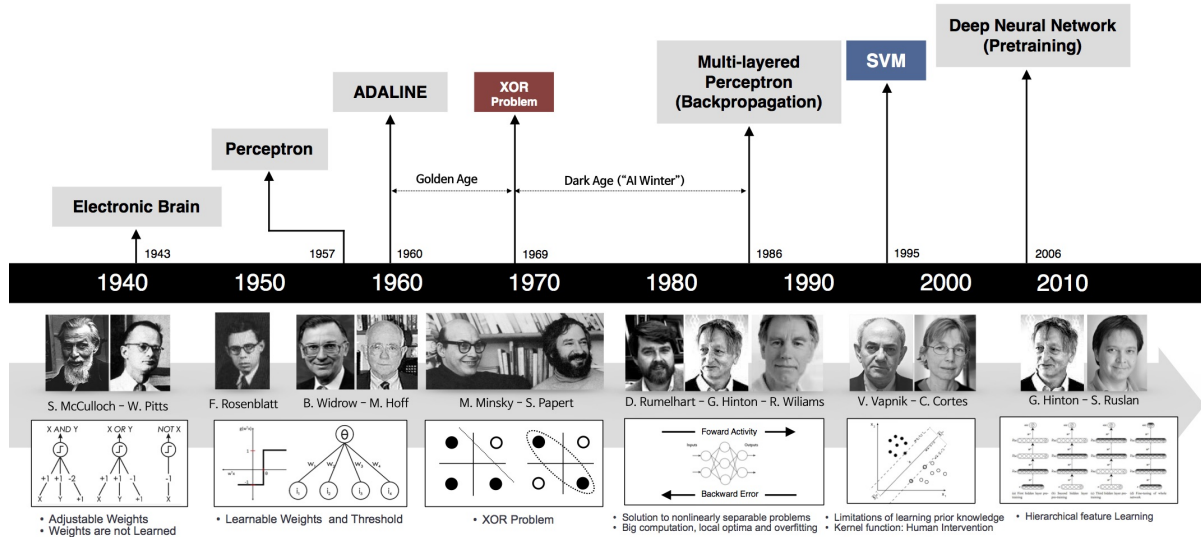 Deep Neural Network
(Pretraining)
Multi-layered
Perceptron
(Backpropagation)
SVM
ADALINE
XOR
Problem
Perceptron
Golden Age
Dark Age ("AI Winter")
Electronic Brain
1943
1957
1960
1969
1986
1995
2006
1940
1950
1960
1970
1980
1990
2000
2010
S. McCulloch – W. Pitts
F. Rosenblatt
B. Widrow – M. Hoff
M. Minsky – S. Papert
D. Rumelhart – G. Hinton – R. Wiliams
V. Vapnik – C. Cortes
G. Hinton – S. Ruslan
X AND Y
X OR Y
NOT X
+1 +1 -2
+1 +1 -1
-1
X Y +1
X Y +1
X
θ
Foward Activity
Inputs
Outputs
Backward Error
• Adjustable Weights
• Weights are not Learned
• Learnable Weights and Threshold
• XOR Problem
• Solution to nonlinearly separable problems
• Big computation, local optima and overfitting
• Limitations of learning prior knowledge
• Kernel function: Human Intervention
• Hierarchical feature Learning